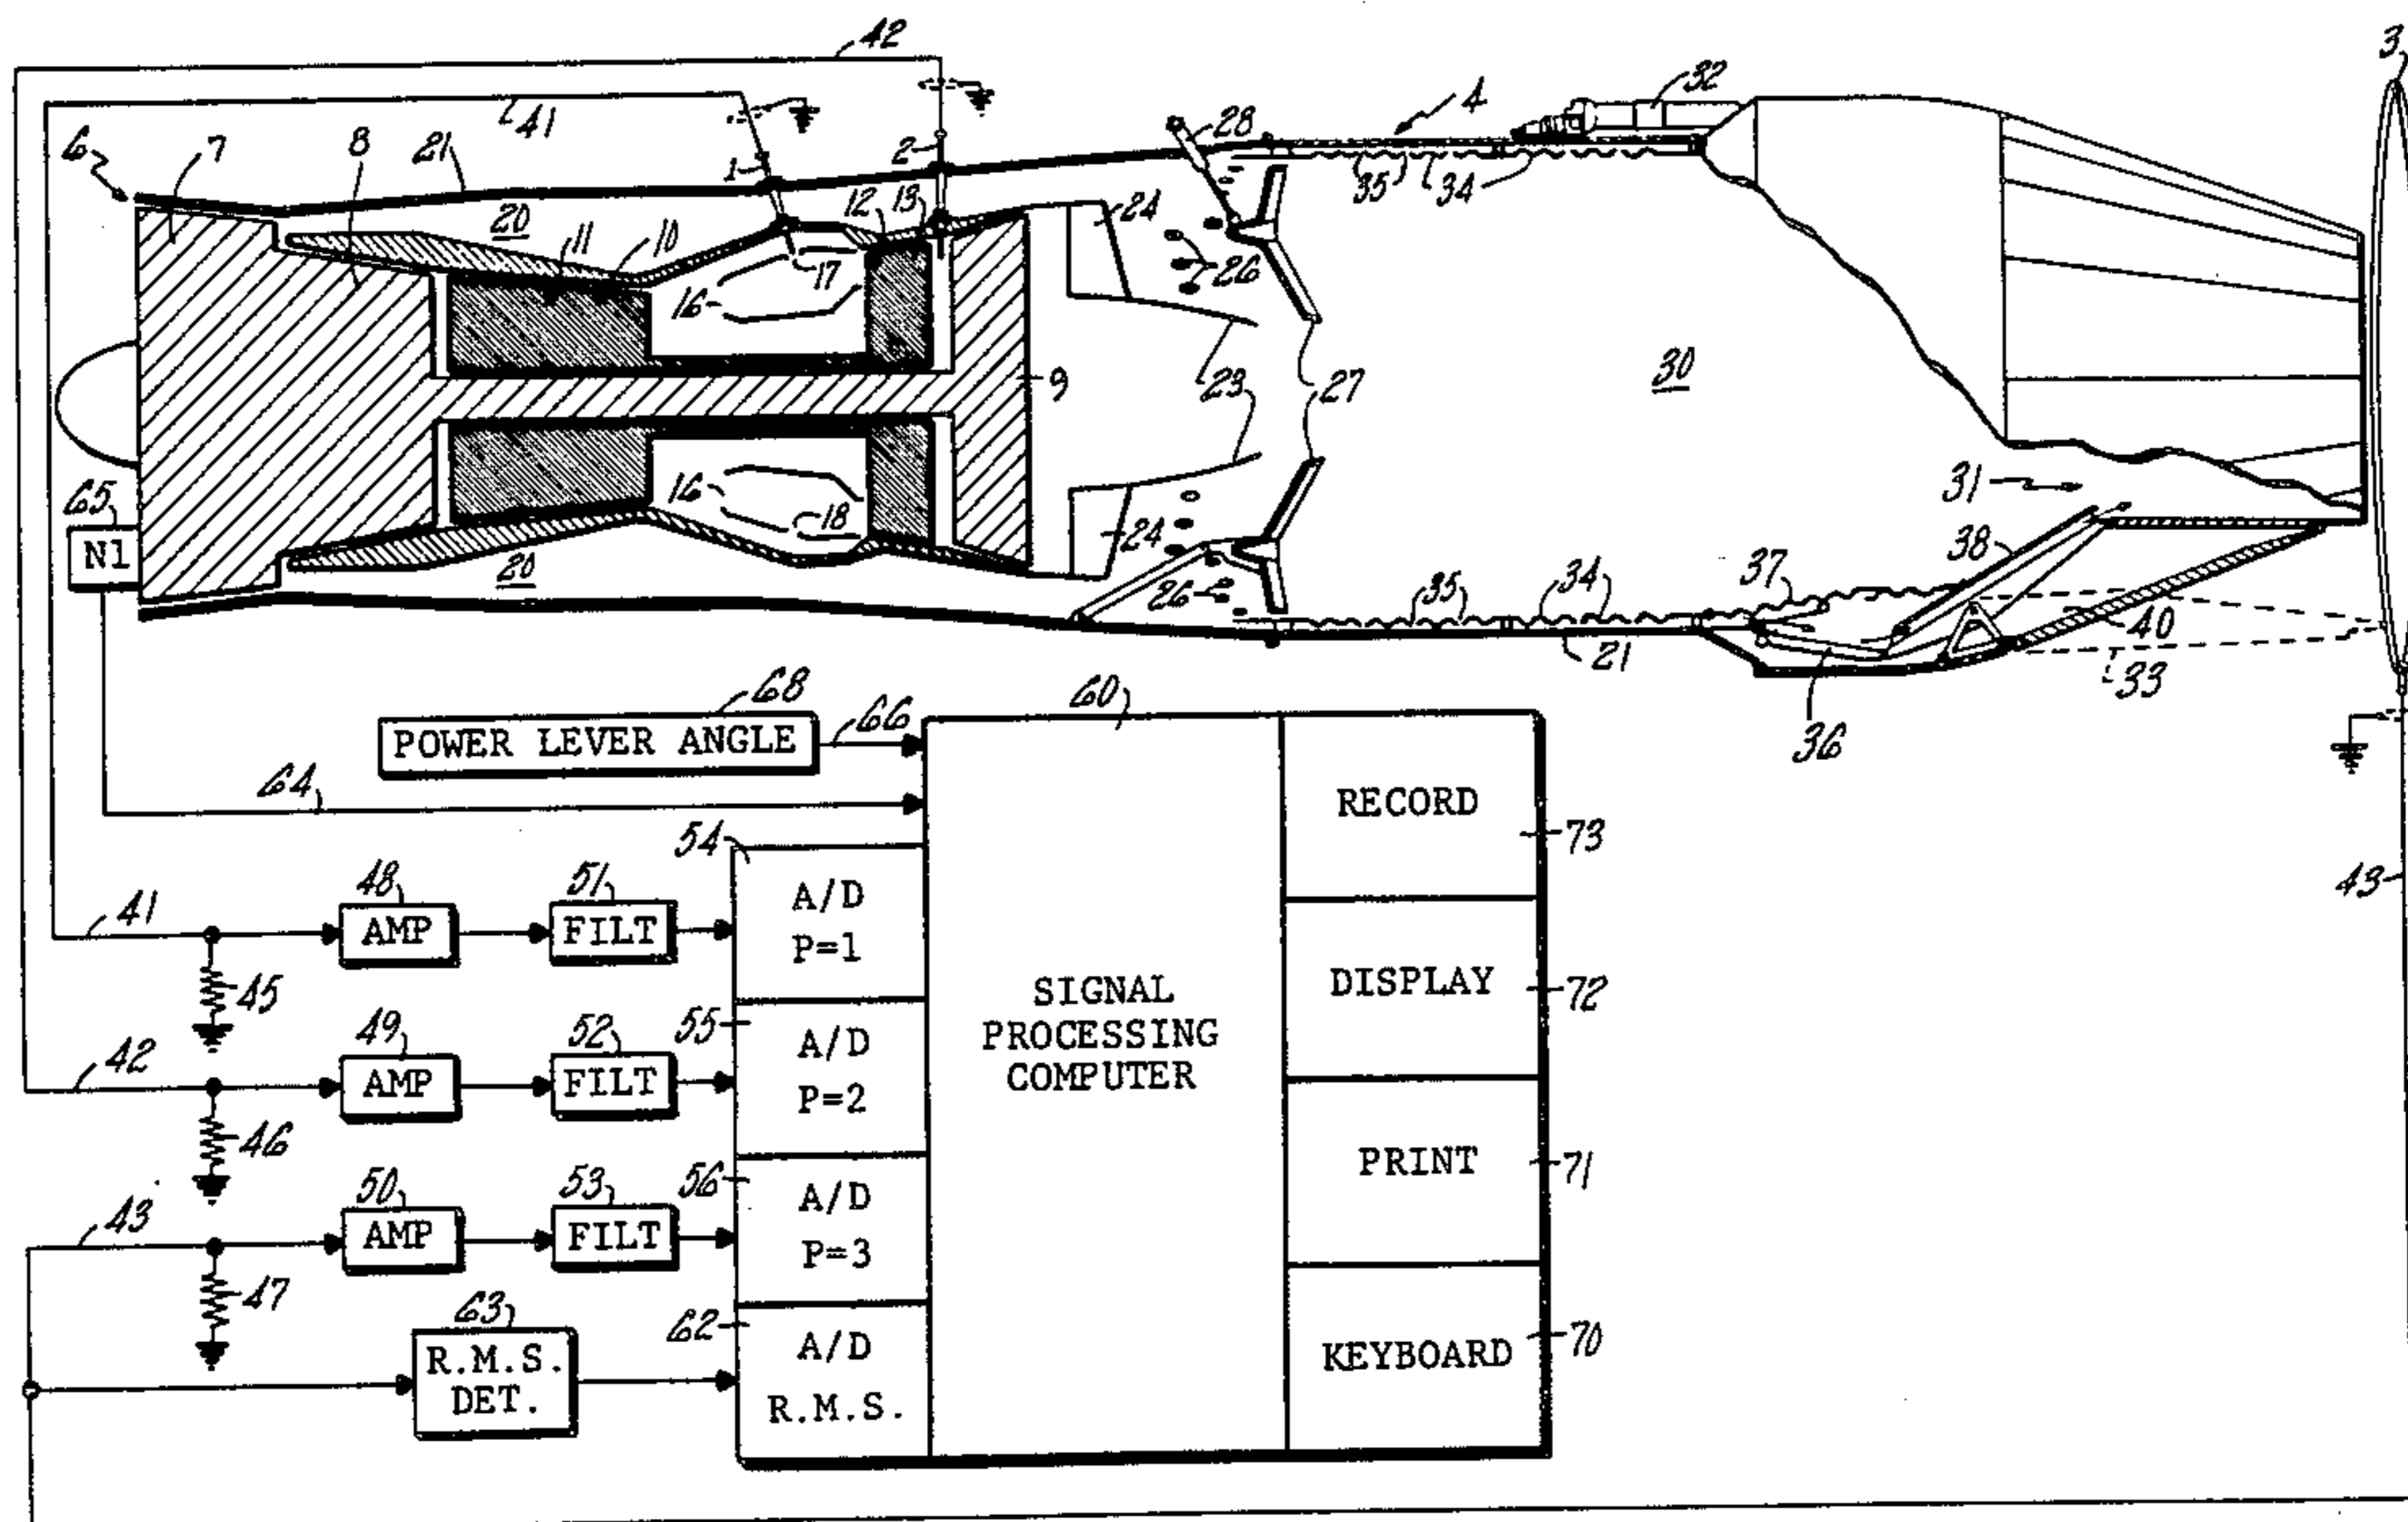 42
3
32
4
41
28
2
7
8
21
6
1
12 13
20
35 34
24
11 10
17
26
16
30
9
23 27
65
31
16
N1
18
38
24
37
20
26
35 34
40
21
33
68
60
66
36
POWER LEVER ANGLE
64
RECORD
54
73
48
51
A/D
43
41
AMP
FILT
P=1
DISPLAY
SIGNAL
45
72
49
52
55
PROCESSING
A/D
42
COMPUTER
AMP
FILT
P=2
46
PRINT
71
50
53
56
A/D
43
AMP
FILT
P=3
47
63
62
70
A/D
KEYBOARD
R.M.S.
DET.
R.M.S.